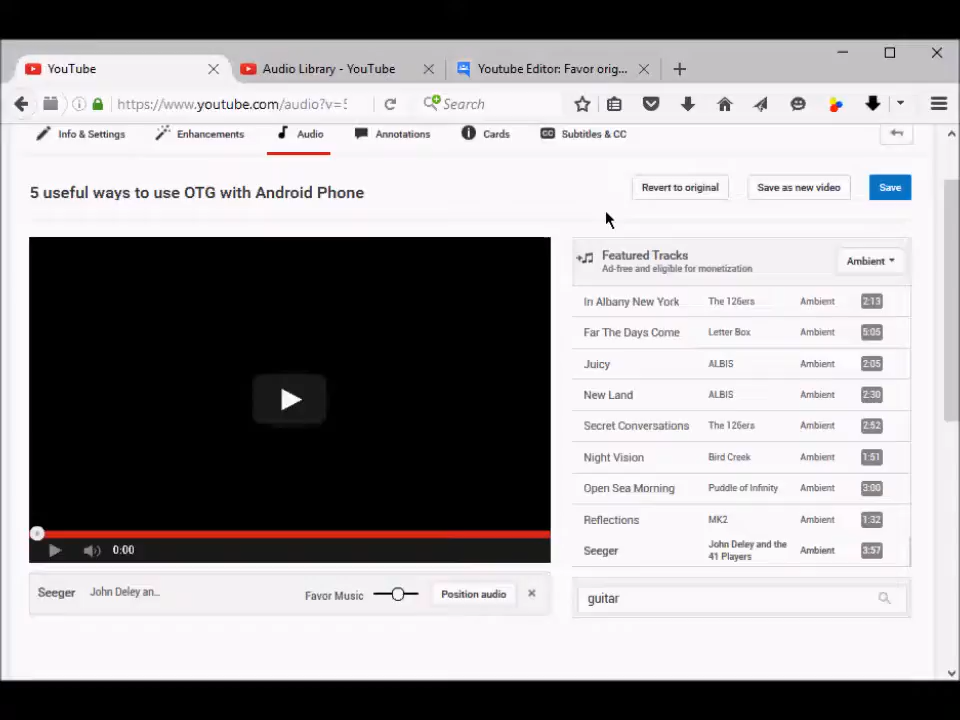 YouTube
Audio Library - YouTube
Youtube Editor: Favor orig...
https://www.youtube.com/audio?v=
Search
Info & Settings
Enhancements
Audio
Annotations
Cards
CC Subtitles & CC
5 useful ways to use OTG with Android Phone
Revert to original
Save as new video
Save
Featured Tracks
Ad-free and eligible for monetization
Ambient
In Albany New York The 126ers Ambient 2:13
Far The Days Come Letter Box Ambient 5:05
Juicy ALBIS Ambient 2:05
New Land ALBIS Ambient 2:30
Secret Conversations The 126ers Ambient 2:52
Night Vision Bird Creek Ambient 1:51
Open Sea Morning Puddle of Infinity Ambient 3:00
Reflections MK2 Ambient 1:32
Seeger John Deley and the 41 Players Ambient 3:57
0:00
Seeger John Deley an... Favor Music Position audio
guitar